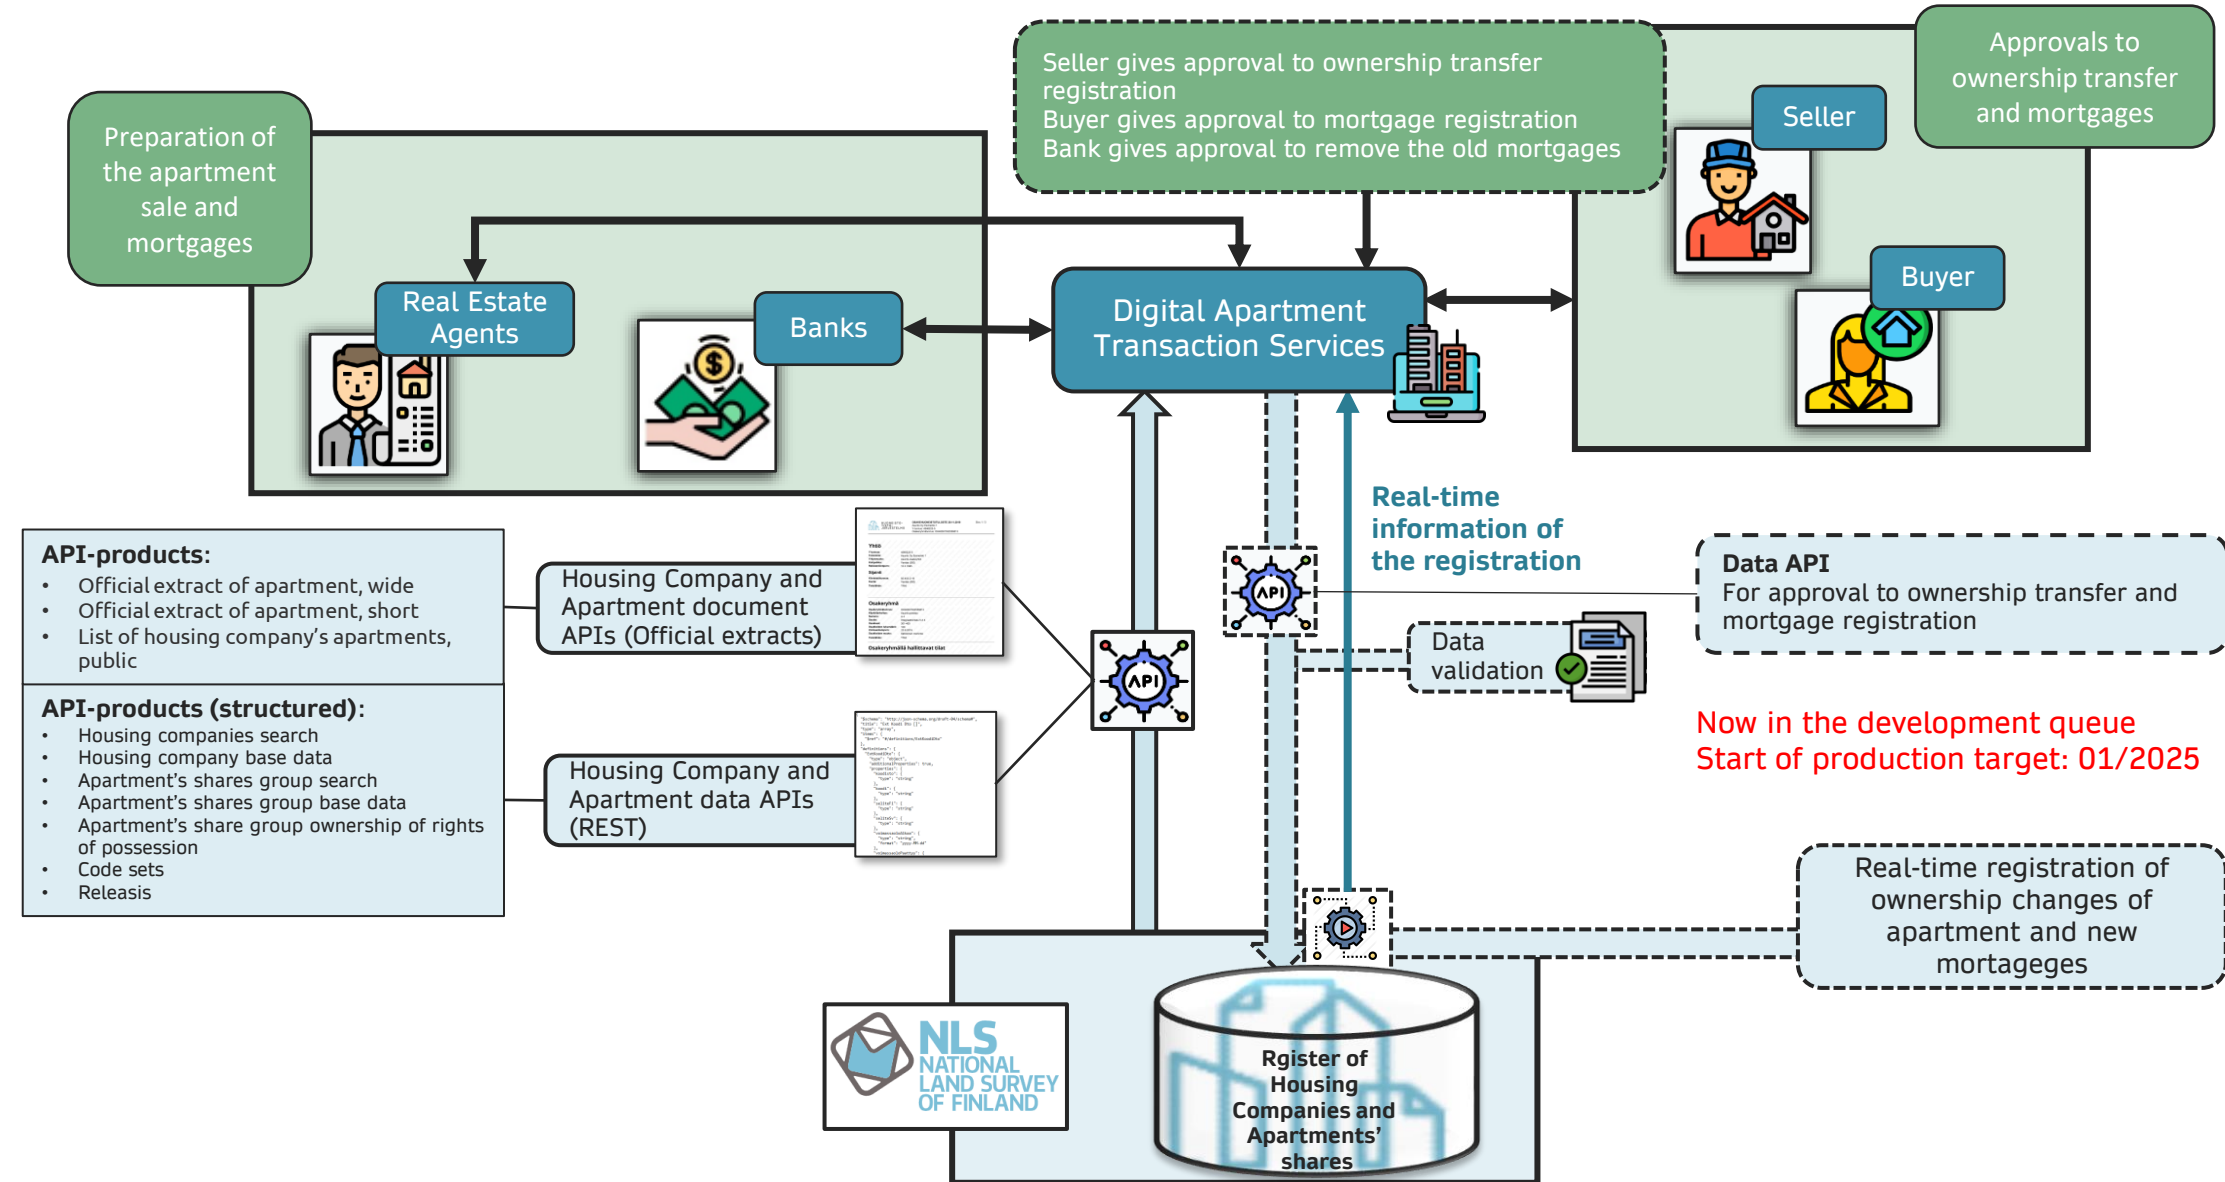 Preparation of
the apartment
sale and
mortgages
Real Estate
Agents
Banks
Seller gives approval to ownership transfer
registration
Buyer gives approval to mortgage registration
Bank gives approval to remove the old mortgages
Approvals to
ownership transfer
and mortgages
Seller
Buyer
Digital Apartment
Transaction Services
API-products:
• Official extract of apartment, wide
• Official extract of apartment, short
• List of housing company's apartments,
public
API-products (structured):
• Housing companies search
• Housing company base data
• Apartment's shares group search
• Apartment's shares group base data
• Apartment's share group ownership of rights
of possession
• Code sets
• Releasis
Housing Company and
Apartment document
APIs (Official extracts)
Yhtiö
Osakeryhmä
Osakeryhmällä hallittavat tilat
Housing Company and
Apartment data APIs
(REST)
API
API
Real-time
information of
the registration
Data
validation
Data API
For approval to ownership transfer and
mortgage registration
Now in the development queue
Start of production target: 01/2025
Real-time registration of
ownership changes of
apartment and new
mortageges
NLS
NATIONAL
LAND SURVEY
OF FINLAND
Rgister of
Housing
Companies and
Apartments'
shares